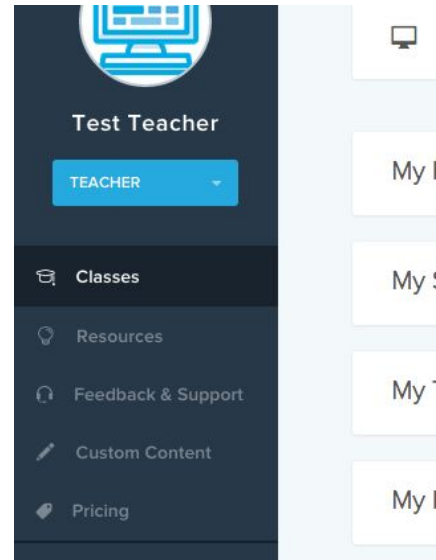 Test Teacher
TEACHER
Classes
Resources
Feedback & Support
Custom Content
Pricing
My
My
My
My